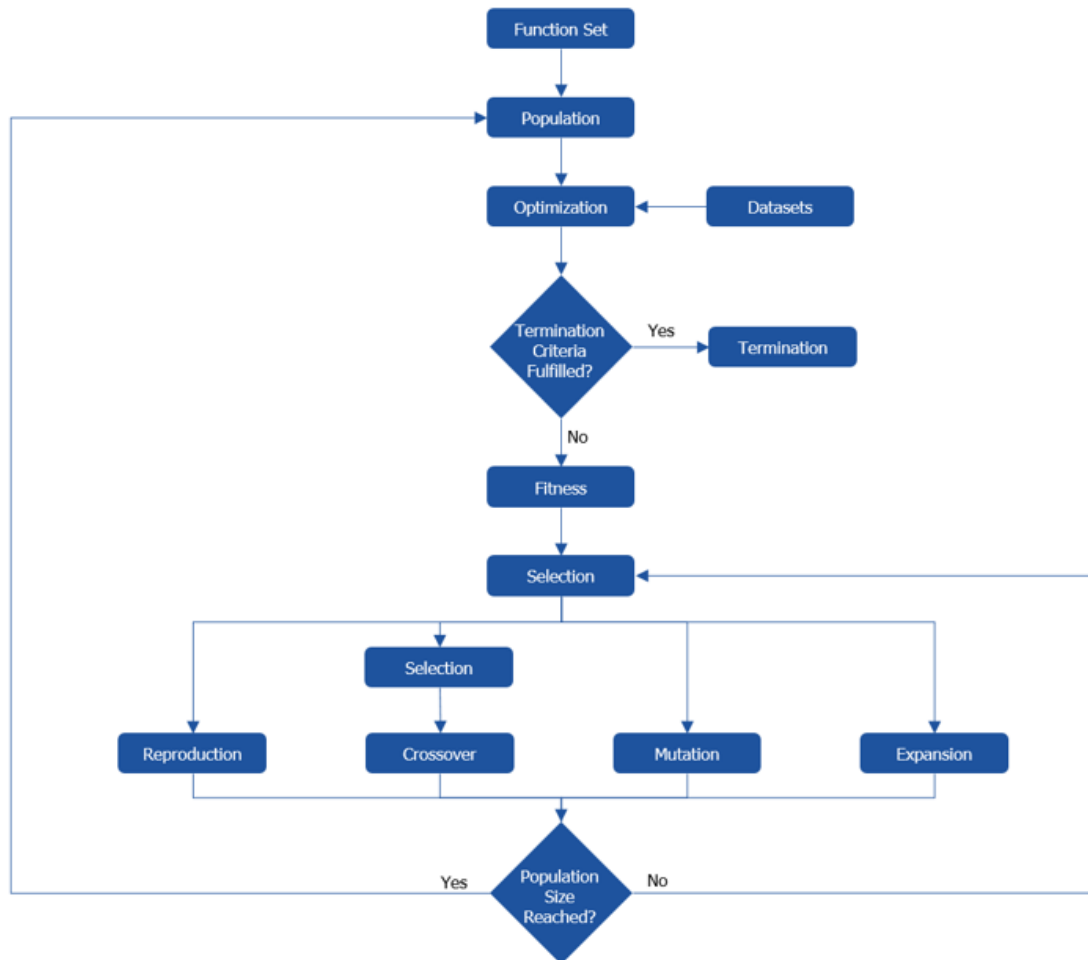 Function Set
Population
Optimization
Datasets
Termination
Criteria
Fulfilled?
Yes
Termination
No
Fitness
Selection
Selection
Reproduction
Crossover
Mutation
Expansion
Yes
Population
Size
Reached?
No